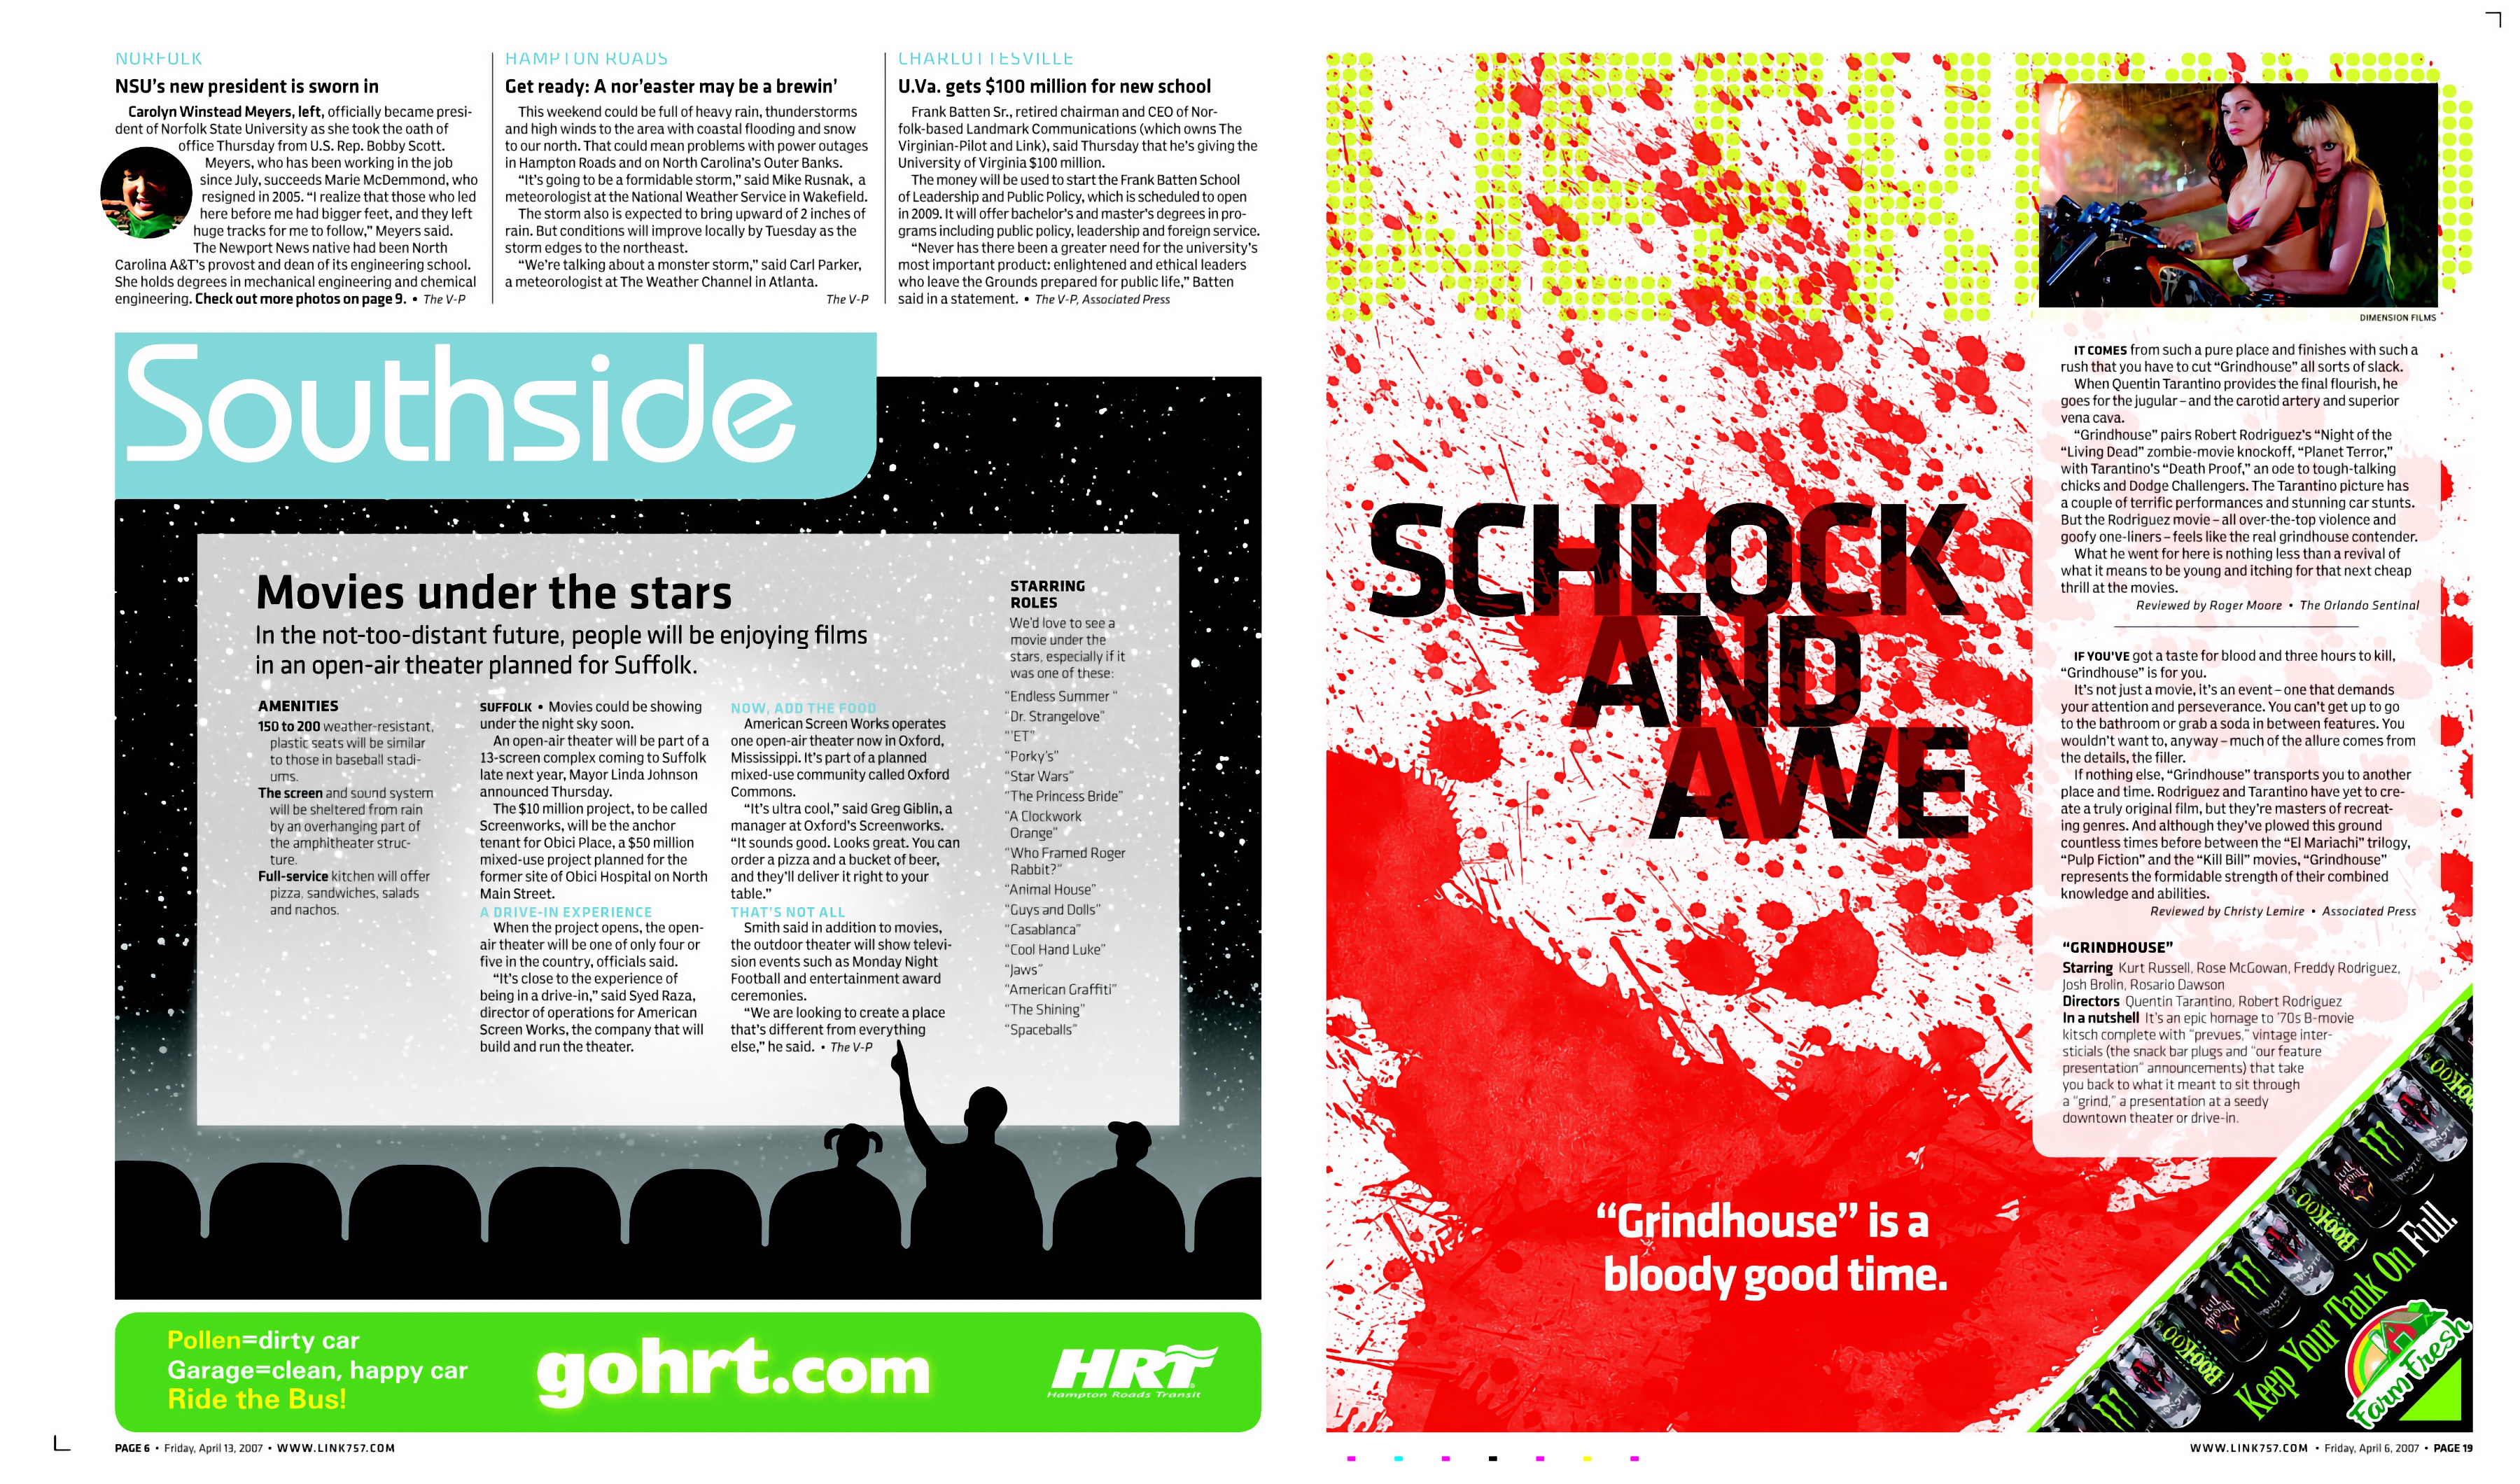 NORFOLK
NSU's new president is sworn in
Carolyn Winstead Meyers, left, officially became presi-
dent of Norfolk State University as she took the oath of
office Thursday from U.S. Rep. Bobby Scott.
Meyers, who has been working in the job
since July, succeeds Marie McDemmond, who
resigned in 2005. “I realize that those who led
here before me had bigger feet, and they left
huge tracks for me to follow,” Meyers said.
The Newport News native had been North
Carolina A&T's provost and dean of its engineering school.
She holds degrees in mechanical engineering and chemical
engineering. Check out more photos on page 9. • The V-P
HAMPTON ROADS
Get ready: A nor'easter may be a brewin'
This weekend could be full of heavy rain, thunderstorms
and high winds to the area with coastal flooding and snow
to our north. That could mean problems with power outages
in Hampton Roads and on North Carolina's Outer Banks.
“It's going to be a formidable storm,” said Mike Rusnak, a
meteorologist at the National Weather Service in Wakefield.
The storm also is expected to bring upward of 2 inches of
rain. But conditions will improve locally by Tuesday as the
storm edges to the northeast.
“We're talking about a monster storm,” said Carl Parker,
a meteorologist at The Weather Channel in Atlanta.
The V-P
CHARLOTTESVILLE
U.Va. gets $100 million for new school
Frank Batten Sr., retired chairman and CEO of Nor-
folk-based Landmark Communications (which owns The
Virginian-Pilot and Link), said Thursday that he's giving the
University of Virginia $100 million.
The money will be used to start the Frank Batten School
of Leadership and Public Policy, which is scheduled to open
in 2009. It will offer bachelor's and master's degrees in pro-
grams including public policy, leadership and foreign service.
“Never has there been a greater need for the university's
most important product: enlightened and ethical leaders
who leave the Grounds prepared for public life,” Batten
said in a statement. • The V-P, Associated Press
Southside
Movies under the stars
In the not-too-distant future, people will be enjoying films
in an open-air theater planned for Suffolk.
AMENITIES
150 to 200 weather-resistant,
plastic seats will be similar
to those in baseball stadi-
ums.
The screen and sound system
will be sheltered from rain
by an overhanging part of
the amphitheater struc-
ture.
Full-service kitchen will offer
pizza, sandwiches, salads
and nachos.
SUFFOLK • Movies could be showing
under the night sky soon.
An open-air theater will be part of a
13-screen complex coming to Suffolk
late next year, Mayor Linda Johnson
announced Thursday.
The $10 million project, to be called
Screenworks, will be the anchor
tenant for Obici Place, a $50 million
mixed-use project planned for the
former site of Obici Hospital on North
Main Street.
A DRIVE-IN EXPERIENCE
When the project opens, the open-
air theater will be one of only four or
five in the country, officials said.
“It's close to the experience of
being in a drive-in,” said Syed Raza,
director of operations for American
Screen Works, the company that will
build and run the theater.
NOW, ADD THE FOOD
American Screen Works operates
one open-air theater now in Oxford,
Mississippi. It's part of a planned
mixed-use community called Oxford
Commons.
“It's ultra cool,” said Greg Giblin, a
manager at Oxford's Screenworks.
“It sounds good. Looks great. You can
order a pizza and a bucket of beer,
and they'll deliver it right to your
table.”
THAT'S NOT ALL
Smith said in addition to movies,
the outdoor theater will show televi-
sion events such as Monday Night
Football and entertainment award
ceremonies.
“We are looking to create a place
that's different from everything
else,” he said. • The V-P
STARRING
ROLES
We'd love to see a
movie under the
stars, especially if it
was one of these:
“Endless Summer “
“Dr. Strangelove”
“'ET”
“Porky's”
“Star Wars”
“The Princess Bride”
“A Clockwork
Orange”
“Who Framed Roger
Rabbit?”
“Animal House”
“Guys and Dolls”
“Casablanca”
“Cool Hand Luke”
“Jaws”
“American Graffiti”
“The Shining”
“Spaceballs”
Pollen=dirty car
Garage=clean, happy car
Ride the Bus!
gohrt.com
HRT
Hampton Roads Transit
PAGE 6 • Friday, April 13, 2007 • WWW.LINK757.COM
DIMENSION FILMS
SCHLOCK
AND
AWE
“Grindhouse” is a
bloody good time.
IT COMES from such a pure place and finishes with such a
rush that you have to cut “Grindhouse” all sorts of slack.
When Quentin Tarantino provides the final flourish, he
goes for the jugular – and the carotid artery and superior
vena cava.
“Grindhouse” pairs Robert Rodriguez's “Night of the
“Living Dead” zombie-movie knockoff, “Planet Terror,”
with Tarantino's “Death Proof,” an ode to tough-talking
chicks and Dodge Challengers. The Tarantino picture has
a couple of terrific performances and stunning car stunts.
But the Rodriguez movie – all over-the-top violence and
goofy one-liners – feels like the real grindhouse contender.
What he went for here is nothing less than a revival of
what it means to be young and itching for that next cheap
thrill at the movies.
Reviewed by Roger Moore • The Orlando Sentinal
IF YOU'VE got a taste for blood and three hours to kill,
“Grindhouse” is for you.
It's not just a movie, it's an event – one that demands
your attention and perseverance. You can't get up to go
to the bathroom or grab a soda in between features. You
wouldn't want to, anyway – much of the allure comes from
the details, the filler.
If nothing else, “Grindhouse” transports you to another
place and time. Rodriguez and Tarantino have yet to cre-
ate a truly original film, but they're masters of recreat-
ing genres. And although they've plowed this ground
countless times before between the “El Mariachi” trilogy,
“Pulp Fiction” and the “Kill Bill” movies, “Grindhouse”
represents the formidable strength of their combined
knowledge and abilities.
Reviewed by Christy Lemire • Associated Press
“GRINDHOUSE”
Starring Kurt Russell, Rose McGowan, Freddy Rodriguez,
Josh Brolin, Rosario Dawson
Directors Quentin Tarantino, Robert Rodriguez
In a nutshell It's an epic homage to '70s B-movie
kitsch complete with “prevues,” vintage inter-
sticials (the snack bar plugs and “our feature
presentation” announcements) that take
you back to what it meant to sit through
a “grind,” a presentation at a seedy
downtown theater or drive-in.
Keep Your Tank On Full.
Farm Fresh
WWW.LINK757.COM • Friday, April 6, 2007 • PAGE 19